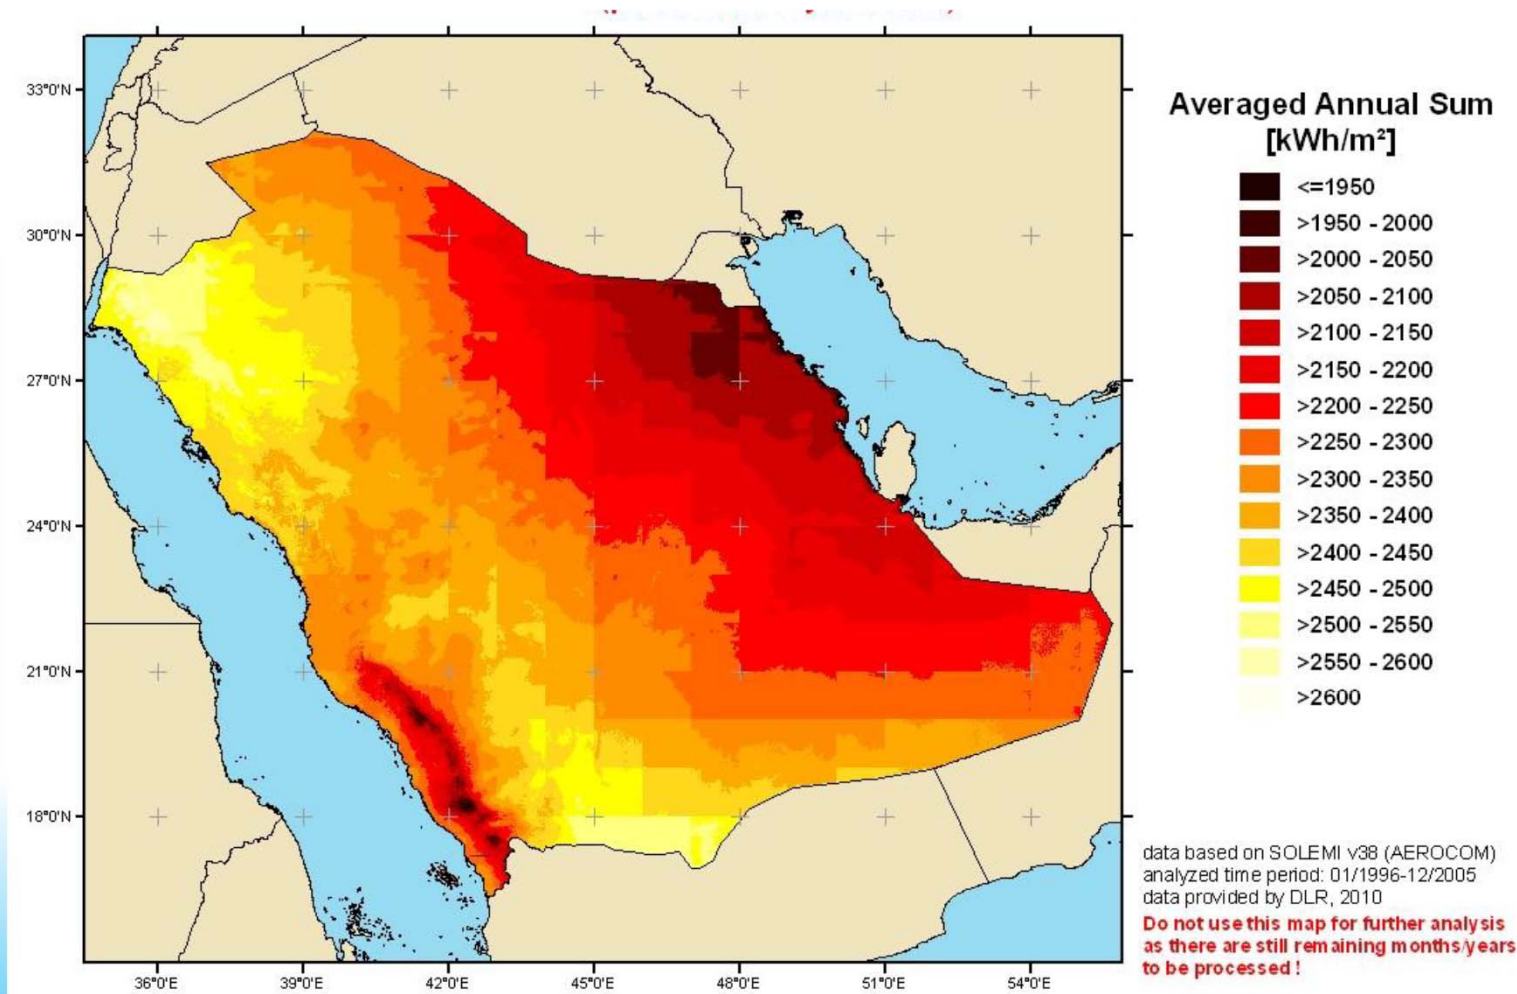 33°0'N
30°0'N
27°0'N
24°0'N
21°0'N
18°0'N
36°0'E
39°0'E
42°0'E
45°0'E
48°0'E
51°0'E
54°0'E
Averaged Annual Sum
[kWh/m²]
<=1950
>1950 - 2000
>2000 - 2050
>2050 - 2100
>2100 - 2150
>2150 - 2200
>2200 - 2250
>2250 - 2300
>2300 - 2350
>2350 - 2400
>2400 - 2450
>2450 - 2500
>2500 - 2550
>2550 - 2600
>2600
data based on SOLEMI v38 (AEROCOM)
analyzed time period: 01/1996-12/2005
data provided by DLR, 2010
Do not use this map for further analysis
as there are still remaining months/years
to be processed !